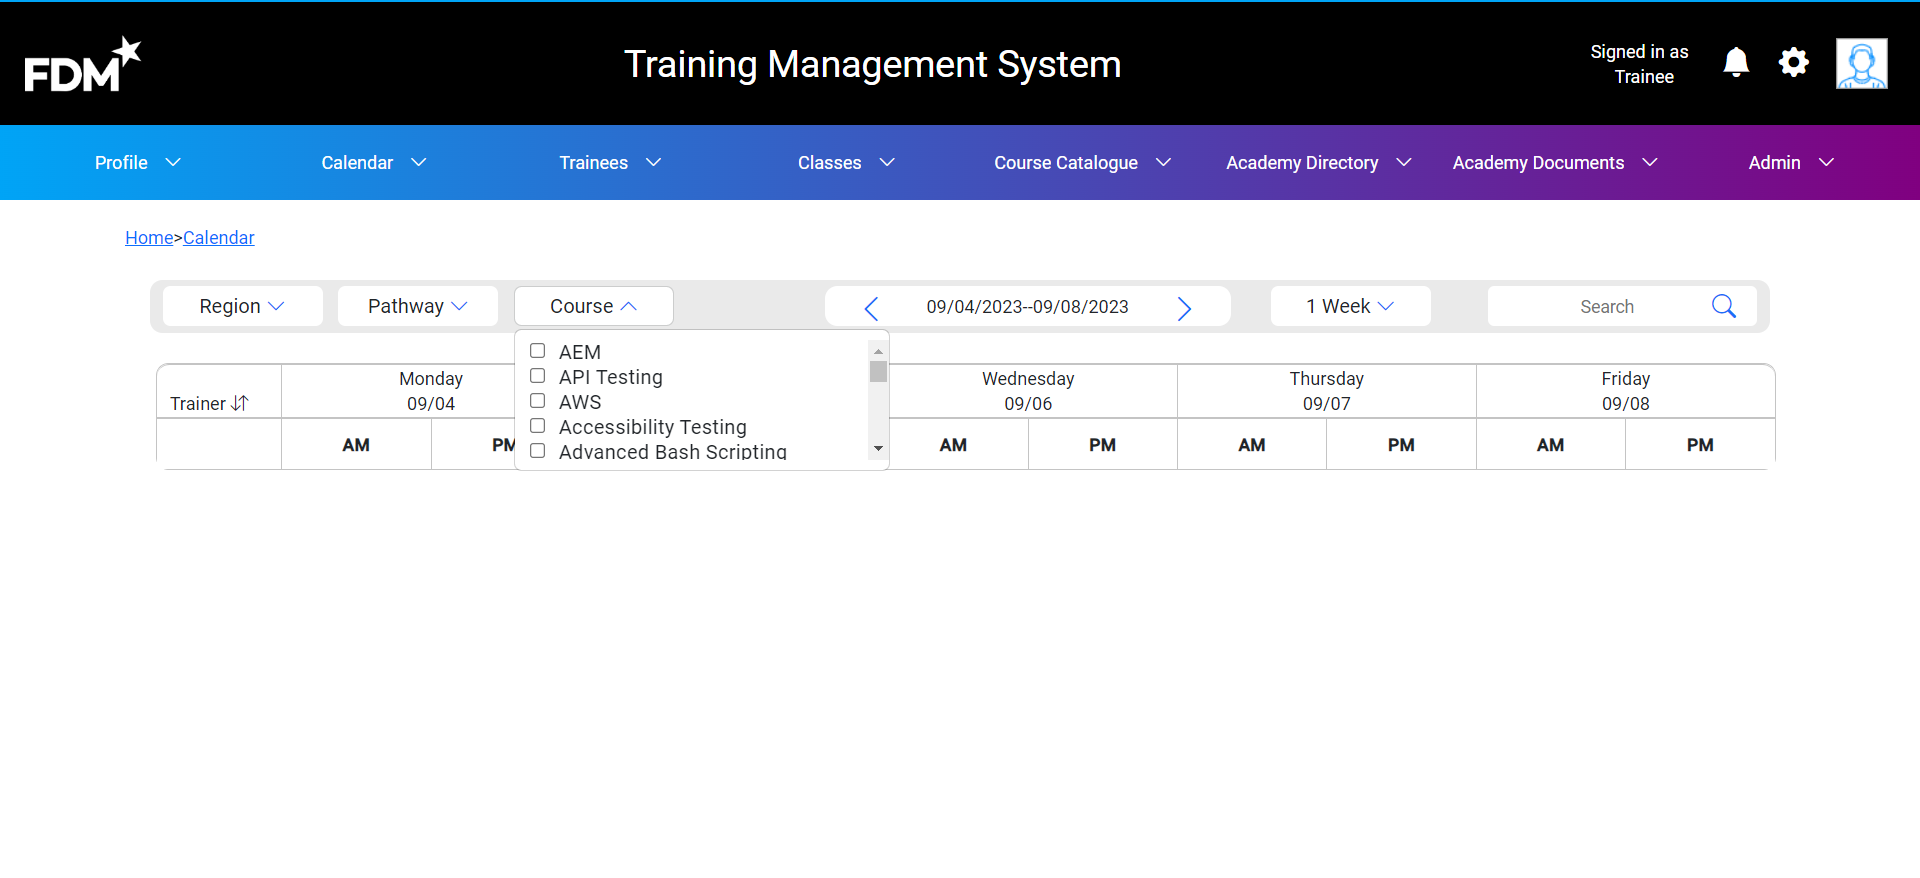 FDM
Training Management System
Signed in as
Trainee
Profile
Calendar
Trainees
Classes
Course Catalogue
Academy Directory
Academy Documents
Admin
Home>Calendar
Region
Pathway
Course
09/04/2023--09/08/2023
1 Week
Search
AEM
API Testing
AWS
Accessibility Testing
Advanced Bash Scripting
Trainer
Monday
09/04
Wednesday
09/06
Thursday
09/07
Friday
09/08
AM
PM
AM
PM
AM
PM
AM
PM